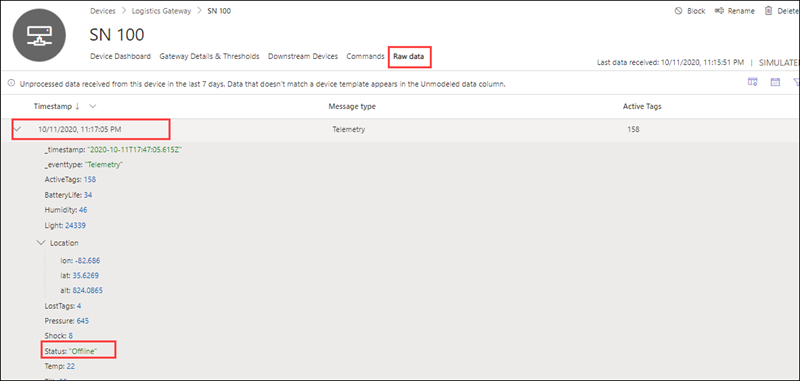 Devices > Logistics Gateway > SN 100
Block Rename Delete
SN 100
Device Dashboard Gateway Details & Thresholds Downstream Devices Commands Raw data
Last data received: 10/11/2020, 11:15:51 PM | SIMULATE
Unprocessed data received from this device in the last 7 days. Data that doesn't match a device template appears in the Unmodeled data column.
Timestamp ↓ Message type Active Tags
10/11/2020, 11:17:05 PM Telemetry 158
_timestamp: "2020-10-11T17:47:05.615Z"
_eventtype: "Telemetry"
ActiveTags: 158
BatteryLife: 34
Humidity: 46
Light: 24339
Location
lon: -82.686
lat: 35.6269
alt: 824.0865
LostTags: 4
Pressure: 645
Shock: 8
Status: "Offline"
Temp: 22